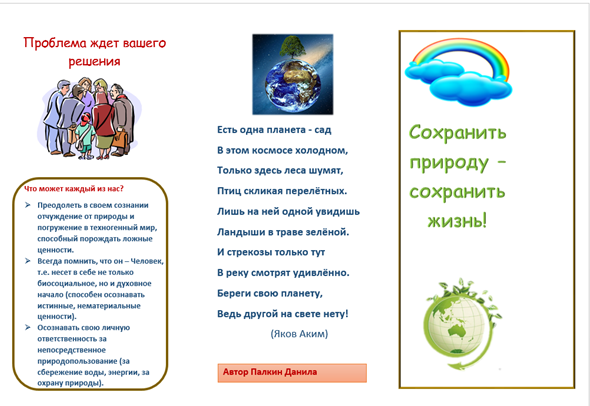 Проблема ждет вашего
решения
Что может каждый из нас?
Преодолеть в своем сознании
отчуждение от природы и
погружение в техногенный мир,
способный порождать ложные
ценности.
Всегда помнить, что он – Человек,
т.е. несет в себе не только
биосоциальное, но и духовное
начало (способен осознавать
истинные, нематериальные
ценности).
Осознавать свою личную
ответственность за
непосредственное
природопользование (за
сбережение воды, энергии, за
охрану природы).
Есть одна планета - сад
В этом космосе холодном,
Только здесь леса шумят,
Птиц скликая перелётных.
Лишь на ней одной увидишь
Ландыши в траве зелёной.
И стрекозы только тут
В реку смотрят удивлённо.
Береги свою планету,
Ведь другой на свете нету!
(Яков Аким)
Автор Палкин Данила
Сохранить
природу –
сохранить
жизнь!